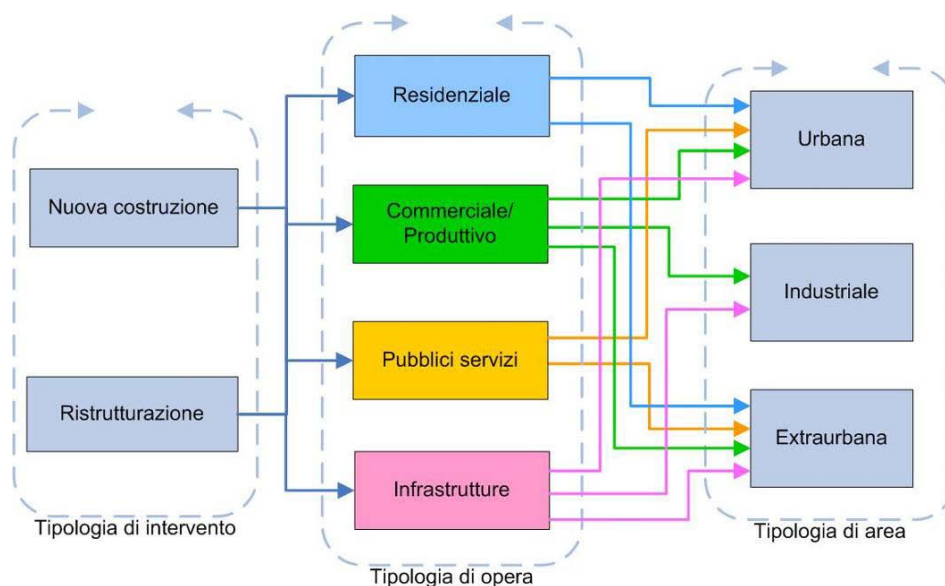 Nuova costruzione
Ristrutturazione
Tipologia di intervento
Residenziale
Commerciale/
Produttivo
Pubblici servizi
Infrastrutture
Tipologia di opera
Urbana
Industriale
Extraurbana
Tipologia di area